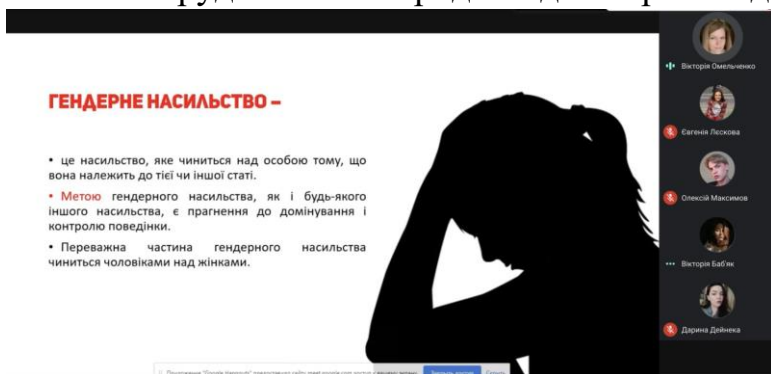 ГЕНДЕРНЕ НАСИЛЬСТВО –
• це насильство, яке чиниться над особою тому, що
вона належить до тієї чи іншої статі.
• Метою гендерного насильства, як і будь-якого
іншого насильства, є прагнення до домінування і
контролю поведінки.
• Переважна частина гендерного насильства
чиниться чоловіками над жінками.
Вікторія Омельченко
Євгенія Лєскова
Олексій Максимов
Вікторія Баб'як
Дарина Дейнека